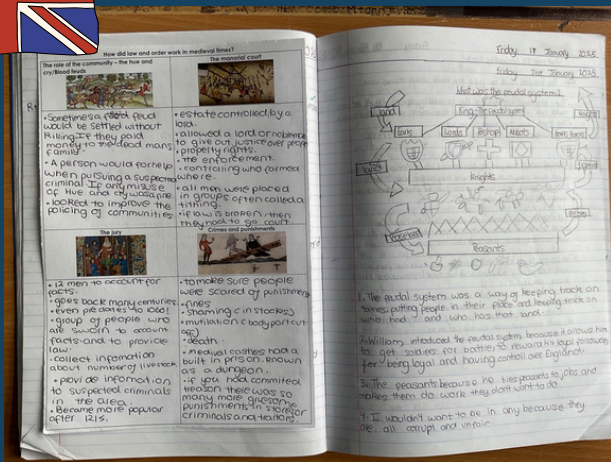 How did law and order work in medieval times?
The role of the community – the hue and
cry/Blood feuds
• Sometimes a feud
would be settled without
killing. If they paid
money to the dead mans
family.
• A person would for help
when pursuing a suspected
criminal. If any misuse
of Hue and cry was a fine.
• looked to improve the
policing of communities
The manorial court
• estate controlled by a
lord.
• allowed a lord or noblemen
to give out justice over people
• property rights.
• the enforcement.
• controlling who farmed
where.
• all men were placed
in groups often called a
tithing.
• if law is broken then
they had to go court
The jury
• 12 men to account for
facts.
• goes back many centuries
even pre dates to 1066!
• group of people who
are sworn to account
facts and to provide
law.
• collect infomation
about number of livestock.
• provide infomation
to suspected criminals
in the area.
• Became more popular
after 1215.
Crimes and punishments
• to make sure people
were scared of punishment
• fines
• shaming (in stocks)
• mutilation (body part cut
off)
• death.
• Medival castles had a
built in prison known
as a dungeon.
• if you had commited
treason there was so
many more gruesome
punishments in store for
criminals and traitors
Friday January 2025
Friday 31st January 2025
What was the feudal system?
King
Land
Earls
Lords
Bishops
Abbots
Knights
Peasants
1. The feudal system was a way of keeping track on
taxes, putting people in their place and keeping track on
who had and who has that land.
2. William introduced the feudal system because it allows him
to get soldiers for battles, to reward his loyal followers
for being loyal and having control over England.
3. The peasants because he ties peasants to jobs and
makes them do work they don't want to do.
4. I wouldn't want to be in any because they
are all corrupt and unfair.